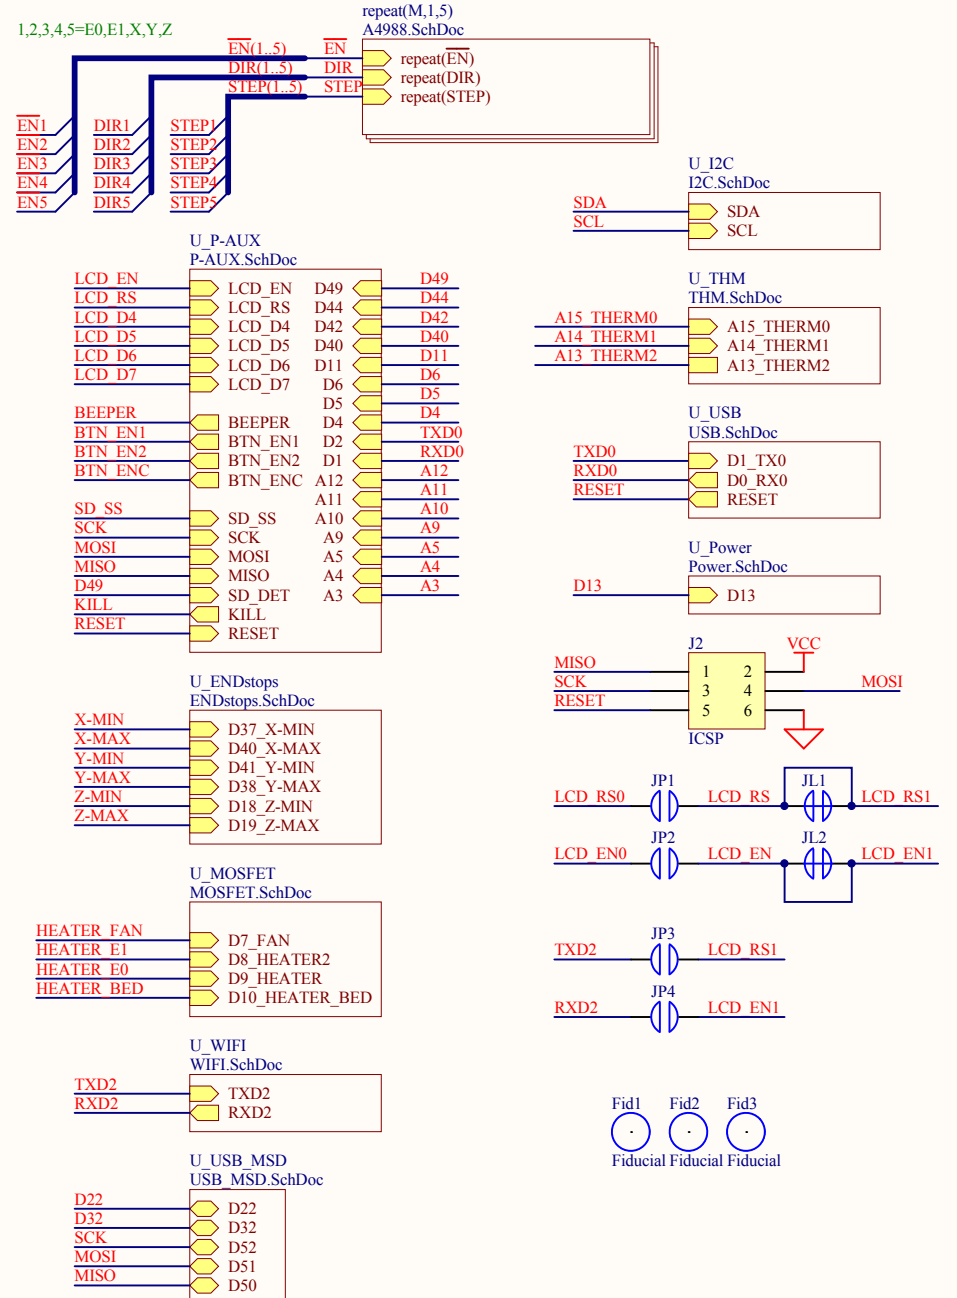 repeat(M,1,5)
A4988.SchDoc
1,2,3,4,5=E0,E1,X,Y,Z
EN(1..5) EN repeat(EN)
DIR(1..5) DIR repeat(DIR)
STEP(1..5) STEP repeat(STEP)
EN1 DIR1 STEP1
EN2 DIR2 STEP2
EN3 DIR3 STEP3
EN4 DIR4 STEP4
EN5 DIR5 STEP5
U_P-AUX
P-AUX.SchDoc
LCD_EN LCD_EN D49 D49
LCD_RS LCD_RS D44 D44
LCD_D4 LCD_D4 D42 D42
LCD_D5 LCD_D5 D40 D40
LCD_D6 LCD_D6 D11 D11
LCD_D7 LCD_D7 D6 D6
D5 D5
BEEPER BEEPER D4 D4
BTN_EN1 BTN_EN1 D2 TXD0
BTN_EN2 BTN_EN2 D1 RXD0
BTN_ENC BTN_ENC A12 A12
A11 A11
SD_SS SD_SS A10 A10
SCK SCK A9 A9
MOSI MOSI A5 A5
MISO MISO A4 A4
D49 SD_DET A3 A3
KILL KILL
RESET RESET
U_ENDstops
ENDstops.SchDoc
X-MIN D37_X-MIN
X-MAX D40_X-MAX
Y-MIN D41_Y-MIN
Y-MAX D38_Y-MAX
Z-MIN D18_Z-MIN
Z-MAX D19_Z-MAX
U_MOSFET
MOSFET.SchDoc
HEATER_FAN D7_FAN
HEATER_E1 D8_HEATER2
HEATER_E0 D9_HEATER
HEATER_BED D10_HEATER_BED
U_WIFI
WIFI.SchDoc
TXD2 TXD2
RXD2 RXD2
U_USB_MSD
USB_MSD.SchDoc
D22 D22
D32 D32
SCK D52
MOSI D51
MISO D50
U_I2C
I2C.SchDoc
SDA SDA
SCL SCL
U_THM
THM.SchDoc
A15_THERM0 A15_THERM0
A14_THERM1 A14_THERM1
A13_THERM2 A13_THERM2
U_USB
USB.SchDoc
TXD0 D1_TX0
RXD0 D0_RX0
RESET RESET
U_Power
Power.SchDoc
D13 D13
J2 VCC
MISO 1 2
SCK 3 4 MOSI
RESET 5 6
ICSP
JP1 JL1
LCD_RS0 LCD_RS LCD_RS1
JP2 JL2
LCD_EN0 LCD_EN LCD_EN1
JP3
TXD2 LCD_RS1
JP4
RXD2 LCD_EN1
Fid1 Fid2 Fid3
Fiducial Fiducial Fiducial